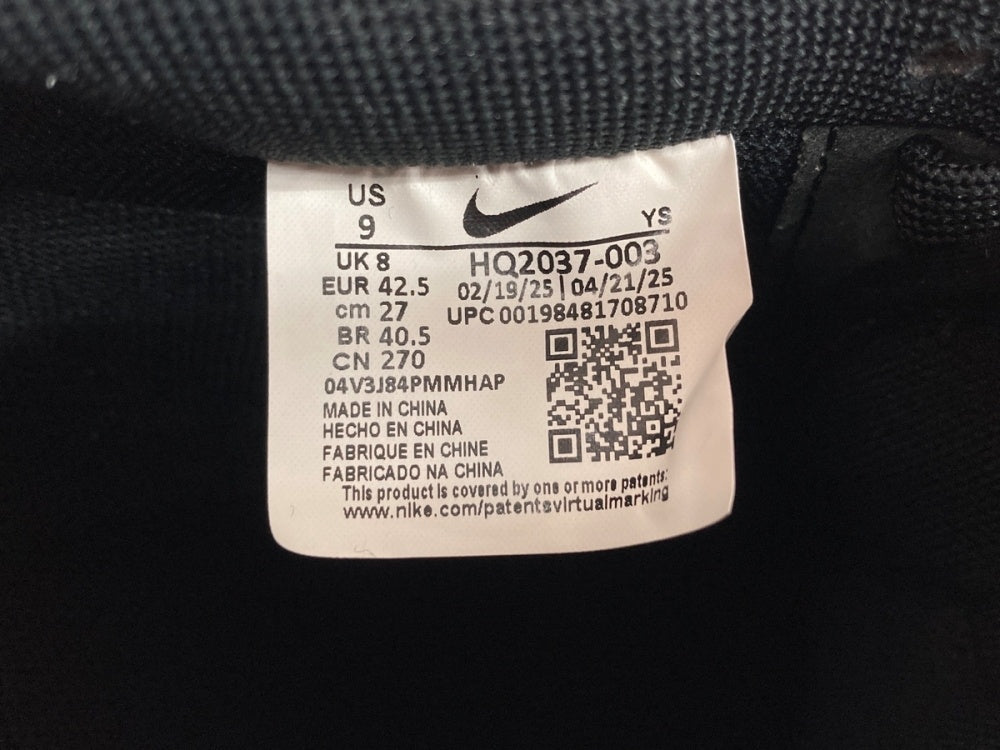 US
9
YS
UK 8
HQ2037-003
EUR 42.5
02/19/25 | 04/21/25
cm 27
UPC 00198481708710
BR 40.5
CN 270
04V3J84PMMHAP
MADE IN CHINA
HECHO EN CHINA
FABRIQUE EN CHINE
FABRICADO NA CHINA
This product is covered by one or more patents:
www.nike.com/patentsvirtualmarking